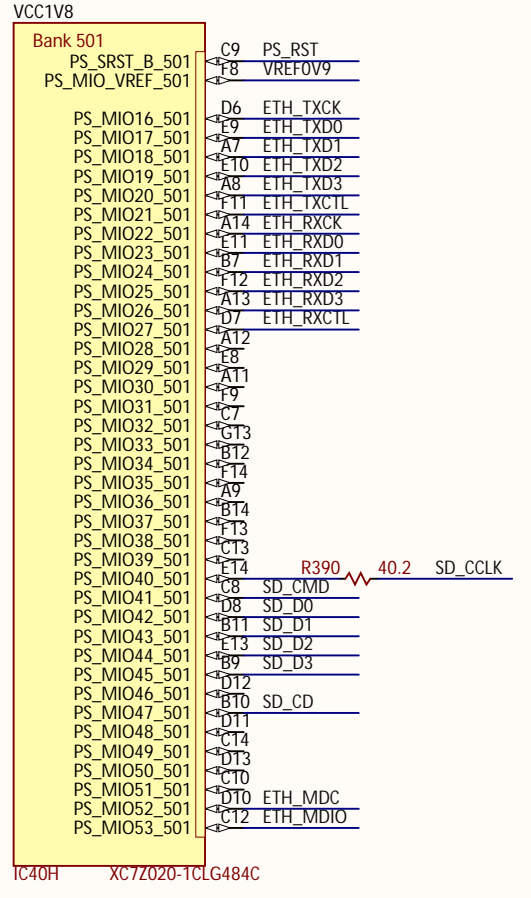 VCC1V8
Bank 501
PS_SRST_B_501 C9 PS_RST
PS_MIO_VREF_501 F8 VREF0V9
PS_MIO16_501 D6 ETH_TXCK
PS_MIO17_501 E9 ETH_TXD0
PS_MIO18_501 A7 ETH_TXD1
PS_MIO19_501 E10 ETH_TXD2
PS_MIO20_501 A8 ETH_TXD3
PS_MIO21_501 F11 ETH_TXCTL
PS_MIO22_501 A14 ETH_RXCK
PS_MIO23_501 E11 ETH_RXD0
PS_MIO24_501 B7 ETH_RXD1
PS_MIO25_501 F12 ETH_RXD2
PS_MIO26_501 A13 ETH_RXD3
PS_MIO27_501 D7 ETH_RXCTL
PS_MIO28_501 A12
PS_MIO29_501 E8
PS_MIO30_501 A11
PS_MIO31_501 F9
PS_MIO32_501 C7
PS_MIO33_501 G13
PS_MIO34_501 B12
PS_MIO35_501 F14
PS_MIO36_501 A9
PS_MIO37_501 B14
PS_MIO38_501 F13
PS_MIO39_501 C13
PS_MIO40_501 E14 R390 40.2 SD_CCLK
PS_MIO41_501 C8 SD_CMD
PS_MIO42_501 D8 SD_D0
PS_MIO43_501 B11 SD_D1
PS_MIO44_501 E13 SD_D2
PS_MIO45_501 B9 SD_D3
PS_MIO46_501 D12
PS_MIO47_501 B10 SD_CD
PS_MIO48_501 D11
PS_MIO49_501 C14
PS_MIO50_501 D13
PS_MIO51_501 C10
PS_MIO52_501 D10 ETH_MDC
PS_MIO53_501 C12 ETH_MDIO
IC40H XC7Z020-1CLG484C